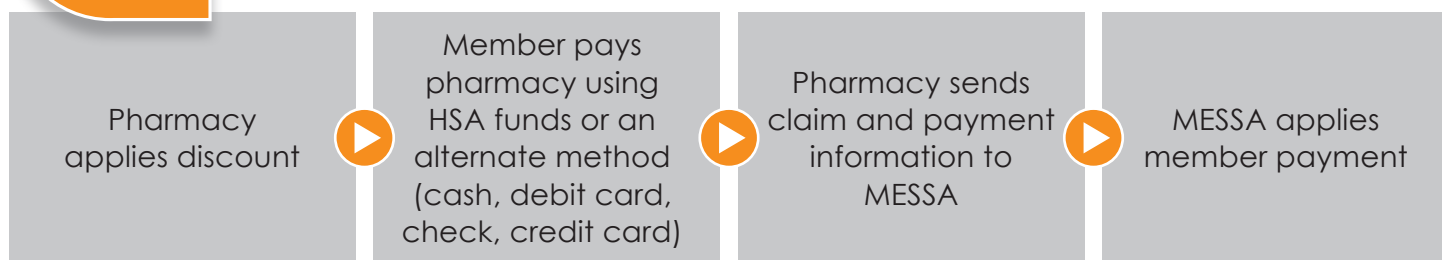 Pharmacy
applies discount
Member pays
pharmacy using
HSA funds or an
alternate method
(cash, debit card,
check, credit card)
Pharmacy sends
claim and payment
information to
MESSA
MESSA applies
member payment